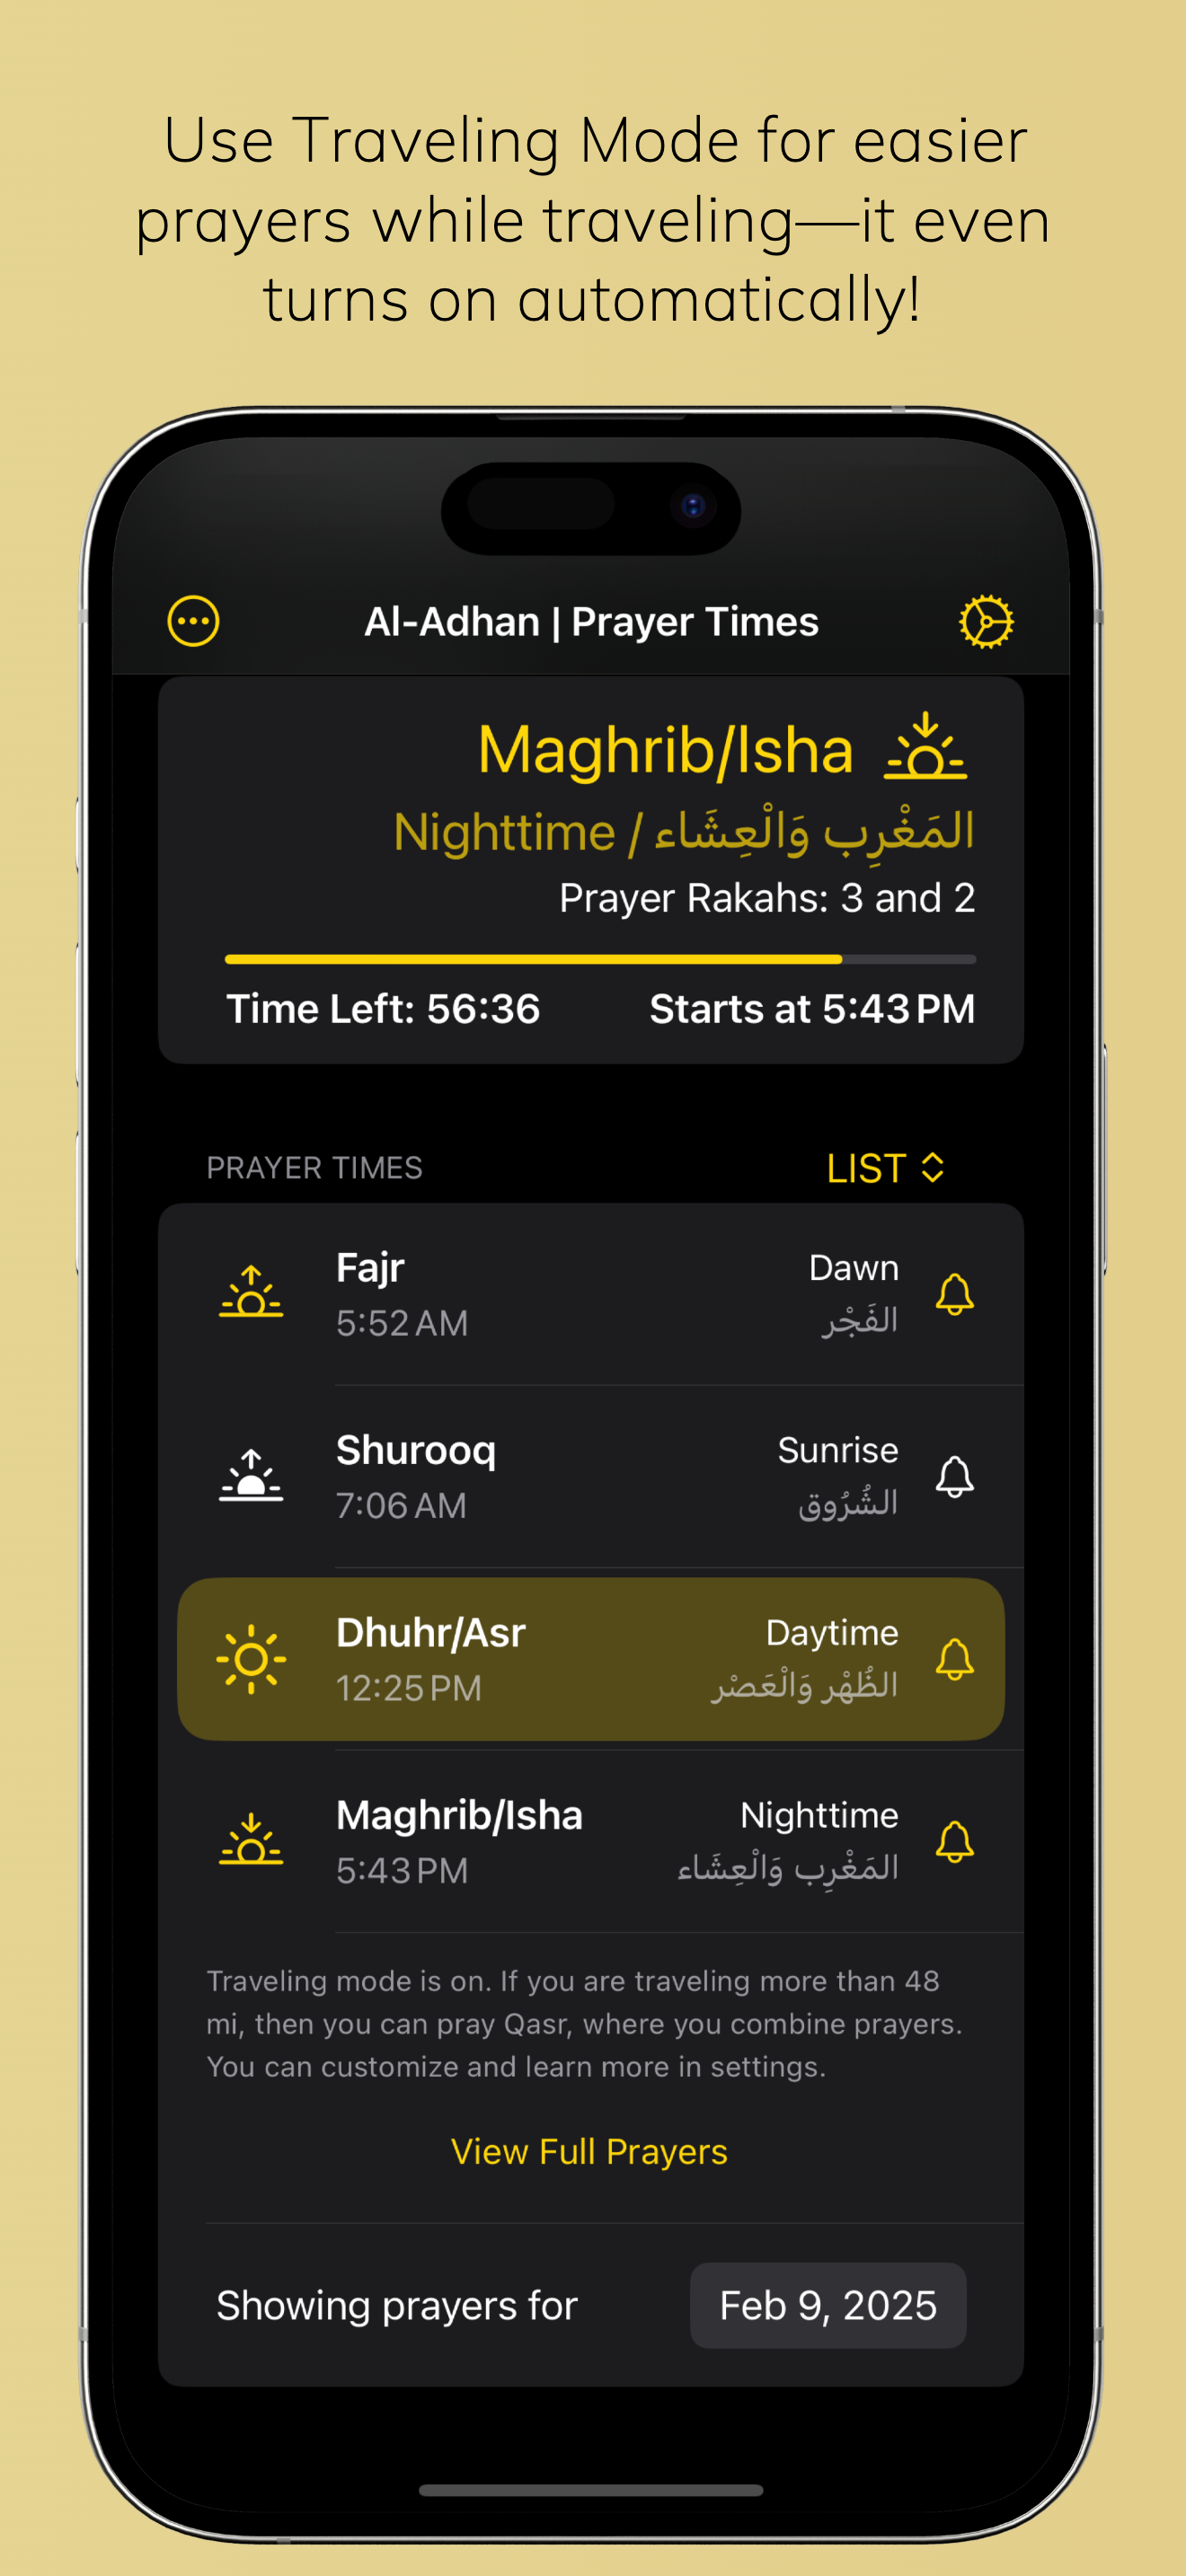 Use Traveling Mode for easier
prayers while traveling—it even
turns on automatically!
Al-Adhan | Prayer Times
Maghrib/Isha
Nighttime / المَغْرِب وَالْعِشَاء
Prayer Rakahs: 3 and 2
Time Left: 56:36 Starts at 5:43 PM
PRAYER TIMES LIST
Fajr Dawn
5:52 AM الفَجْر
Shurooq Sunrise
7:06 AM الشُرُوق
Dhuhr/Asr Daytime
12:25 PM الظُهْر وَالْعَصْر
Maghrib/Isha Nighttime
5:43 PM المَغْرِب وَالْعِشَاء
Traveling mode is on. If you are traveling more than 48
mi, then you can pray Qasr, where you combine prayers.
You can customize and learn more in settings.
View Full Prayers
Showing prayers for Feb 9, 2025